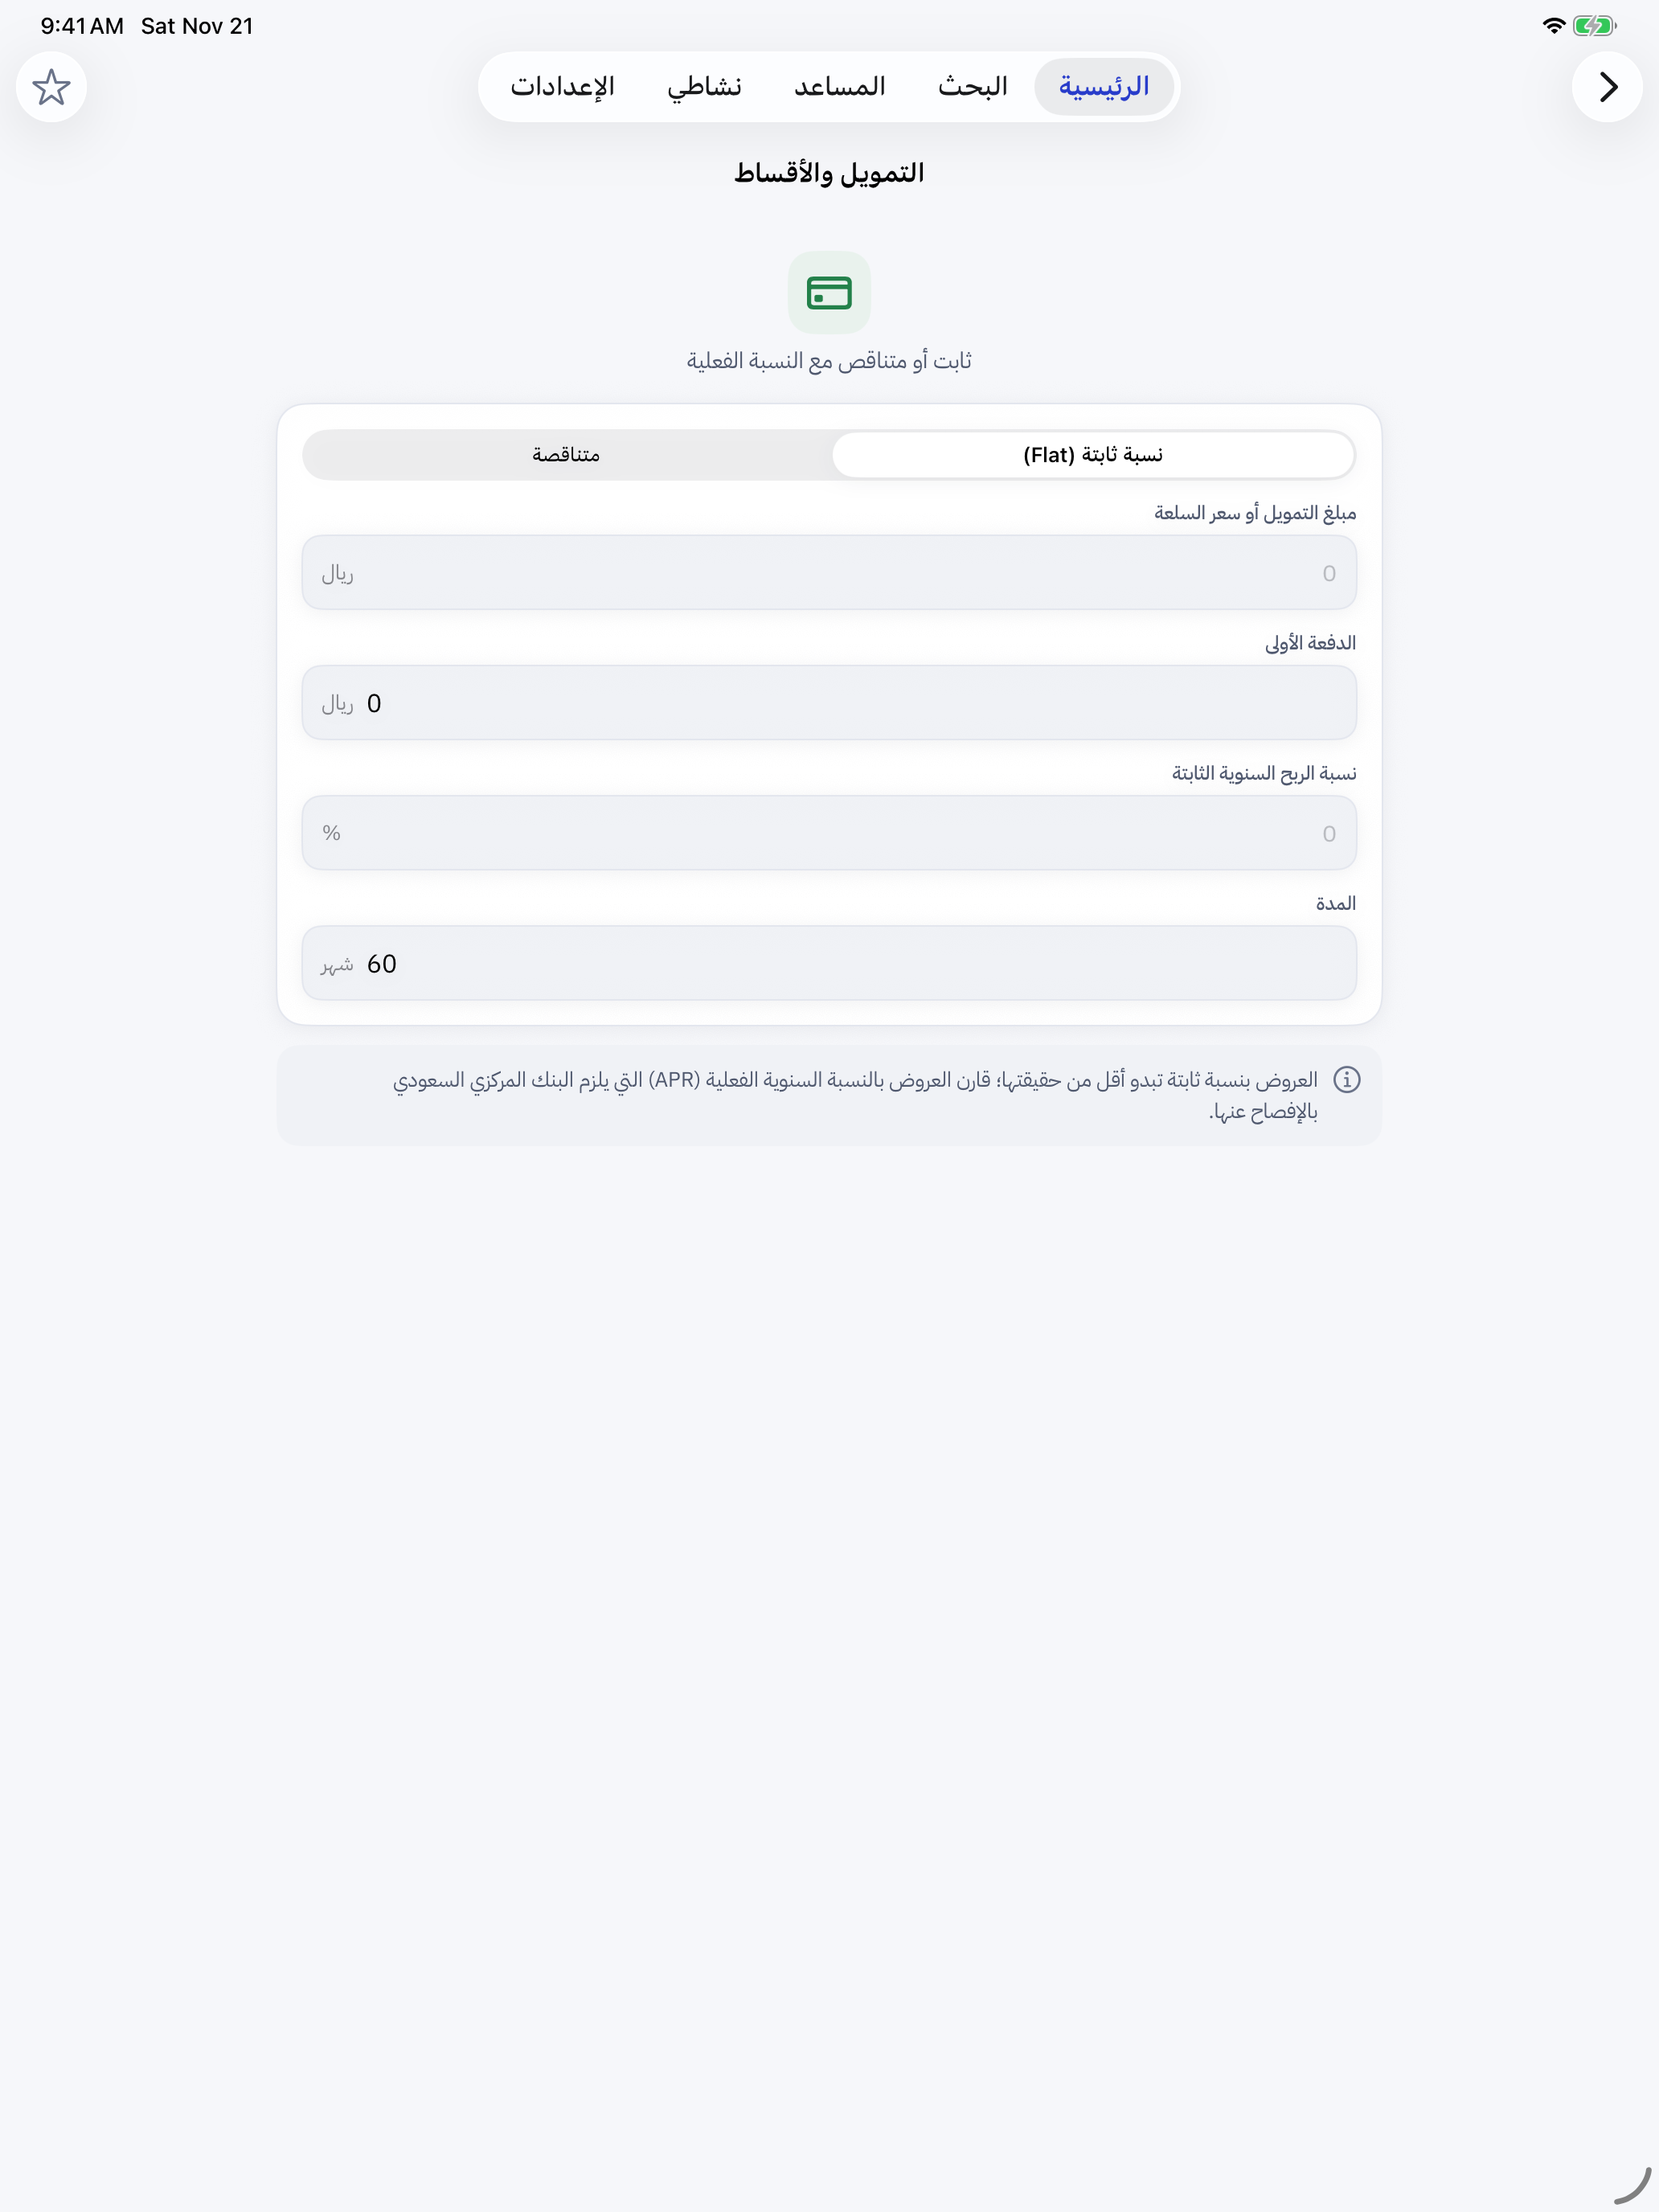 9:41 AM Sat Nov 21
الرئيسية البحث المساعد نشاطي الإعدادات
التمويل والأقساط
ثابت أو متناقص مع النسبة الفعلية
نسبة ثابتة (Flat) متناقصة
مبلغ التمويل أو سعر السلعة
0 ريال
الدفعة الأولى
0 ريال
نسبة الربح السنوية الثابتة
0 %
المدة
60 شهر
العروض بنسبة ثابتة تبدو أقل من حقيقتها؛ قارن العروض بالنسبة السنوية الفعلية (APR) التي يلزم البنك المركزي السعودي
بالإفصاح عنها.